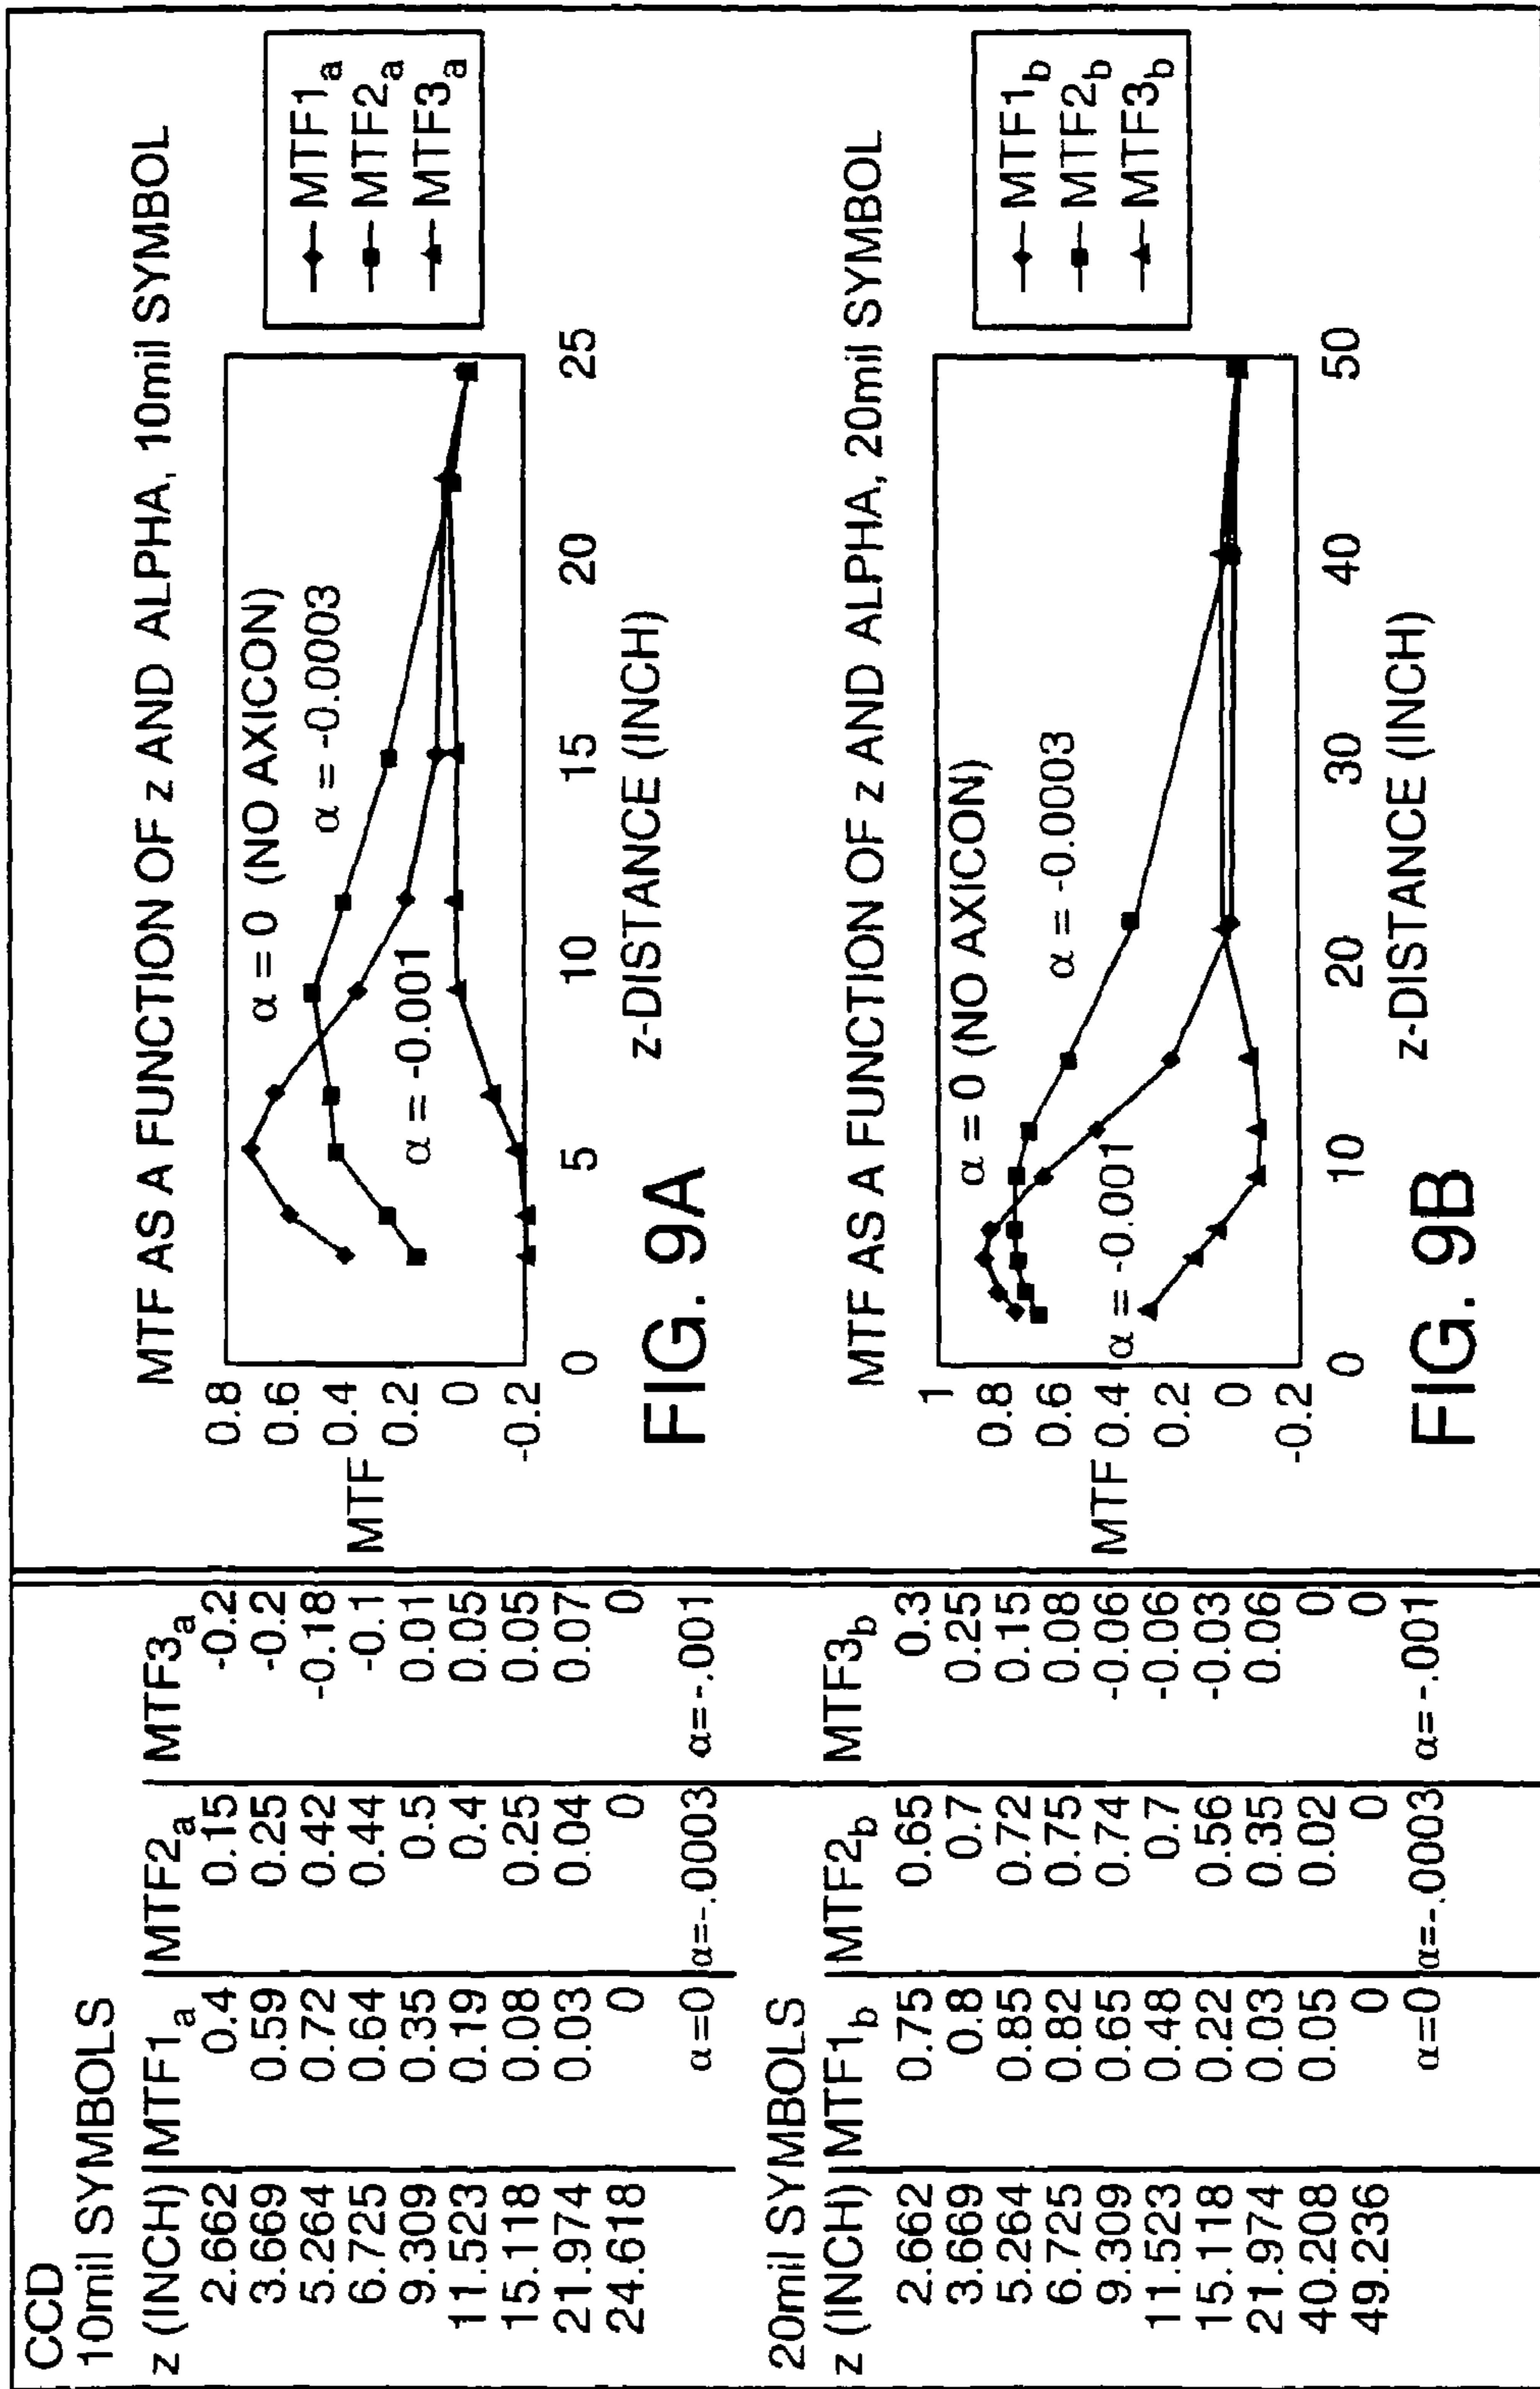 CCD
10mil SYMBOLS
z (INCH) MTF1a MTF2a MTF3a
2.662 0.4 0.15 -0.2
3.669 0.59 0.25 -0.2
5.264 0.72 0.42 -0.18
6.725 0.64 0.44 -0.1
9.309 0.35 0.5 0.01
11.523 0.19 0.4 0.05
15.118 0.08 0.25 0.05
21.974 0.03 0.04 0.07
24.618 0 0 0
α=0 α=-.0003 α=-.001
20mil SYMBOLS
z (INCH) MTF1b MTF2b MTF3b
2.662 0.75 0.65 0.3
3.669 0.8 0.7 0.25
5.264 0.85 0.72 0.15
6.725 0.82 0.75 0.08
9.309 0.65 0.74 -0.06
11.523 0.48 0.7 -0.06
15.118 0.22 0.56 -0.03
21.974 0.03 0.35 0.06
40.208 0.05 0.02 0
49.236 0 0 0
α=0 α=-.0003 α=-.001
MTF AS A FUNCTION OF z AND ALPHA, 10mil SYMBOL
0.8
0.6
0.4
0.2
0
-0.2
MTF
α = 0 (NO AXICON)
α = -0.0003
α = -0.001
0 5 10 15 20 25
z-DISTANCE (INCH)
MTF1a
MTF2a
MTF3a
FIG. 9A
MTF AS A FUNCTION OF z AND ALPHA, 20mil SYMBOL
1
0.8
0.6
0.4
0.2
0
-0.2
MTF
α = 0 (NO AXICON)
α = -0.0003
α = -0.001
0 10 20 30 40 50
z-DISTANCE (INCH)
MTF1b
MTF2b
MTF3b
FIG. 9B